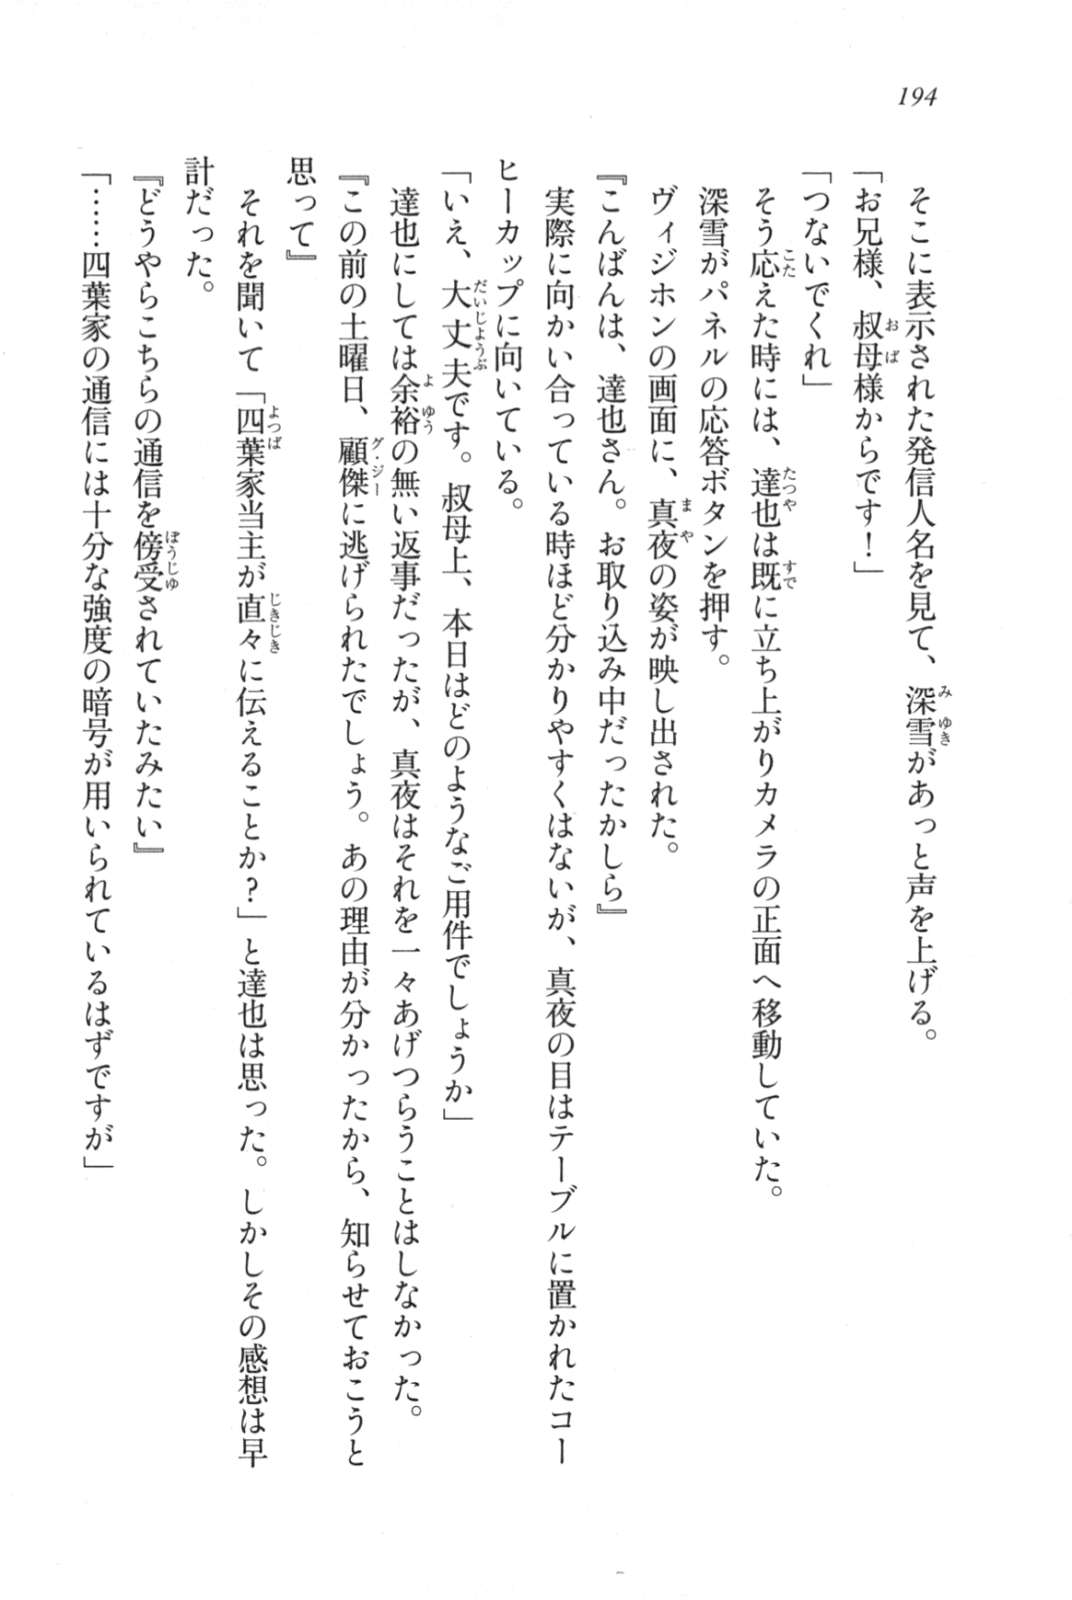 194
そこに表示された発信人名を見て、深雪があっと声を上げる。
「お兄様、叔母様からです！」
「つないでくれ」
そう応えた時には、達也は既に立ち上がりカメラの正面へ移動していた。
深雪がパネルの応答ボタンを押す。
ヴィジホンの画面に、真夜の姿が映し出された。
『こんばんは、達也さん。お取り込み中だったかしら』
実際に向かい合っている時ほど分かりやすくはないが、真夜の目はテーブルに置かれたコー
ヒーカップに向いている。
「いえ、大丈夫です。叔母上、本日はどのようなご用件でしょうか」
達也にしては余裕の無い返事だったが、真夜はそれを一々あげつらうことはしなかった。
『この前の土曜日、顧傑に逃げられたでしょう。あの理由が分かったから、知らせておこうと
思って』
それを聞いて「四葉家当主が直々に伝えることか？」と達也は思った。しかしその感想は早
計だった。
『どうやらこちらの通信を傍受されていたみたい』
「……四葉家の通信には十分な強度の暗号が用いられているはずですが」